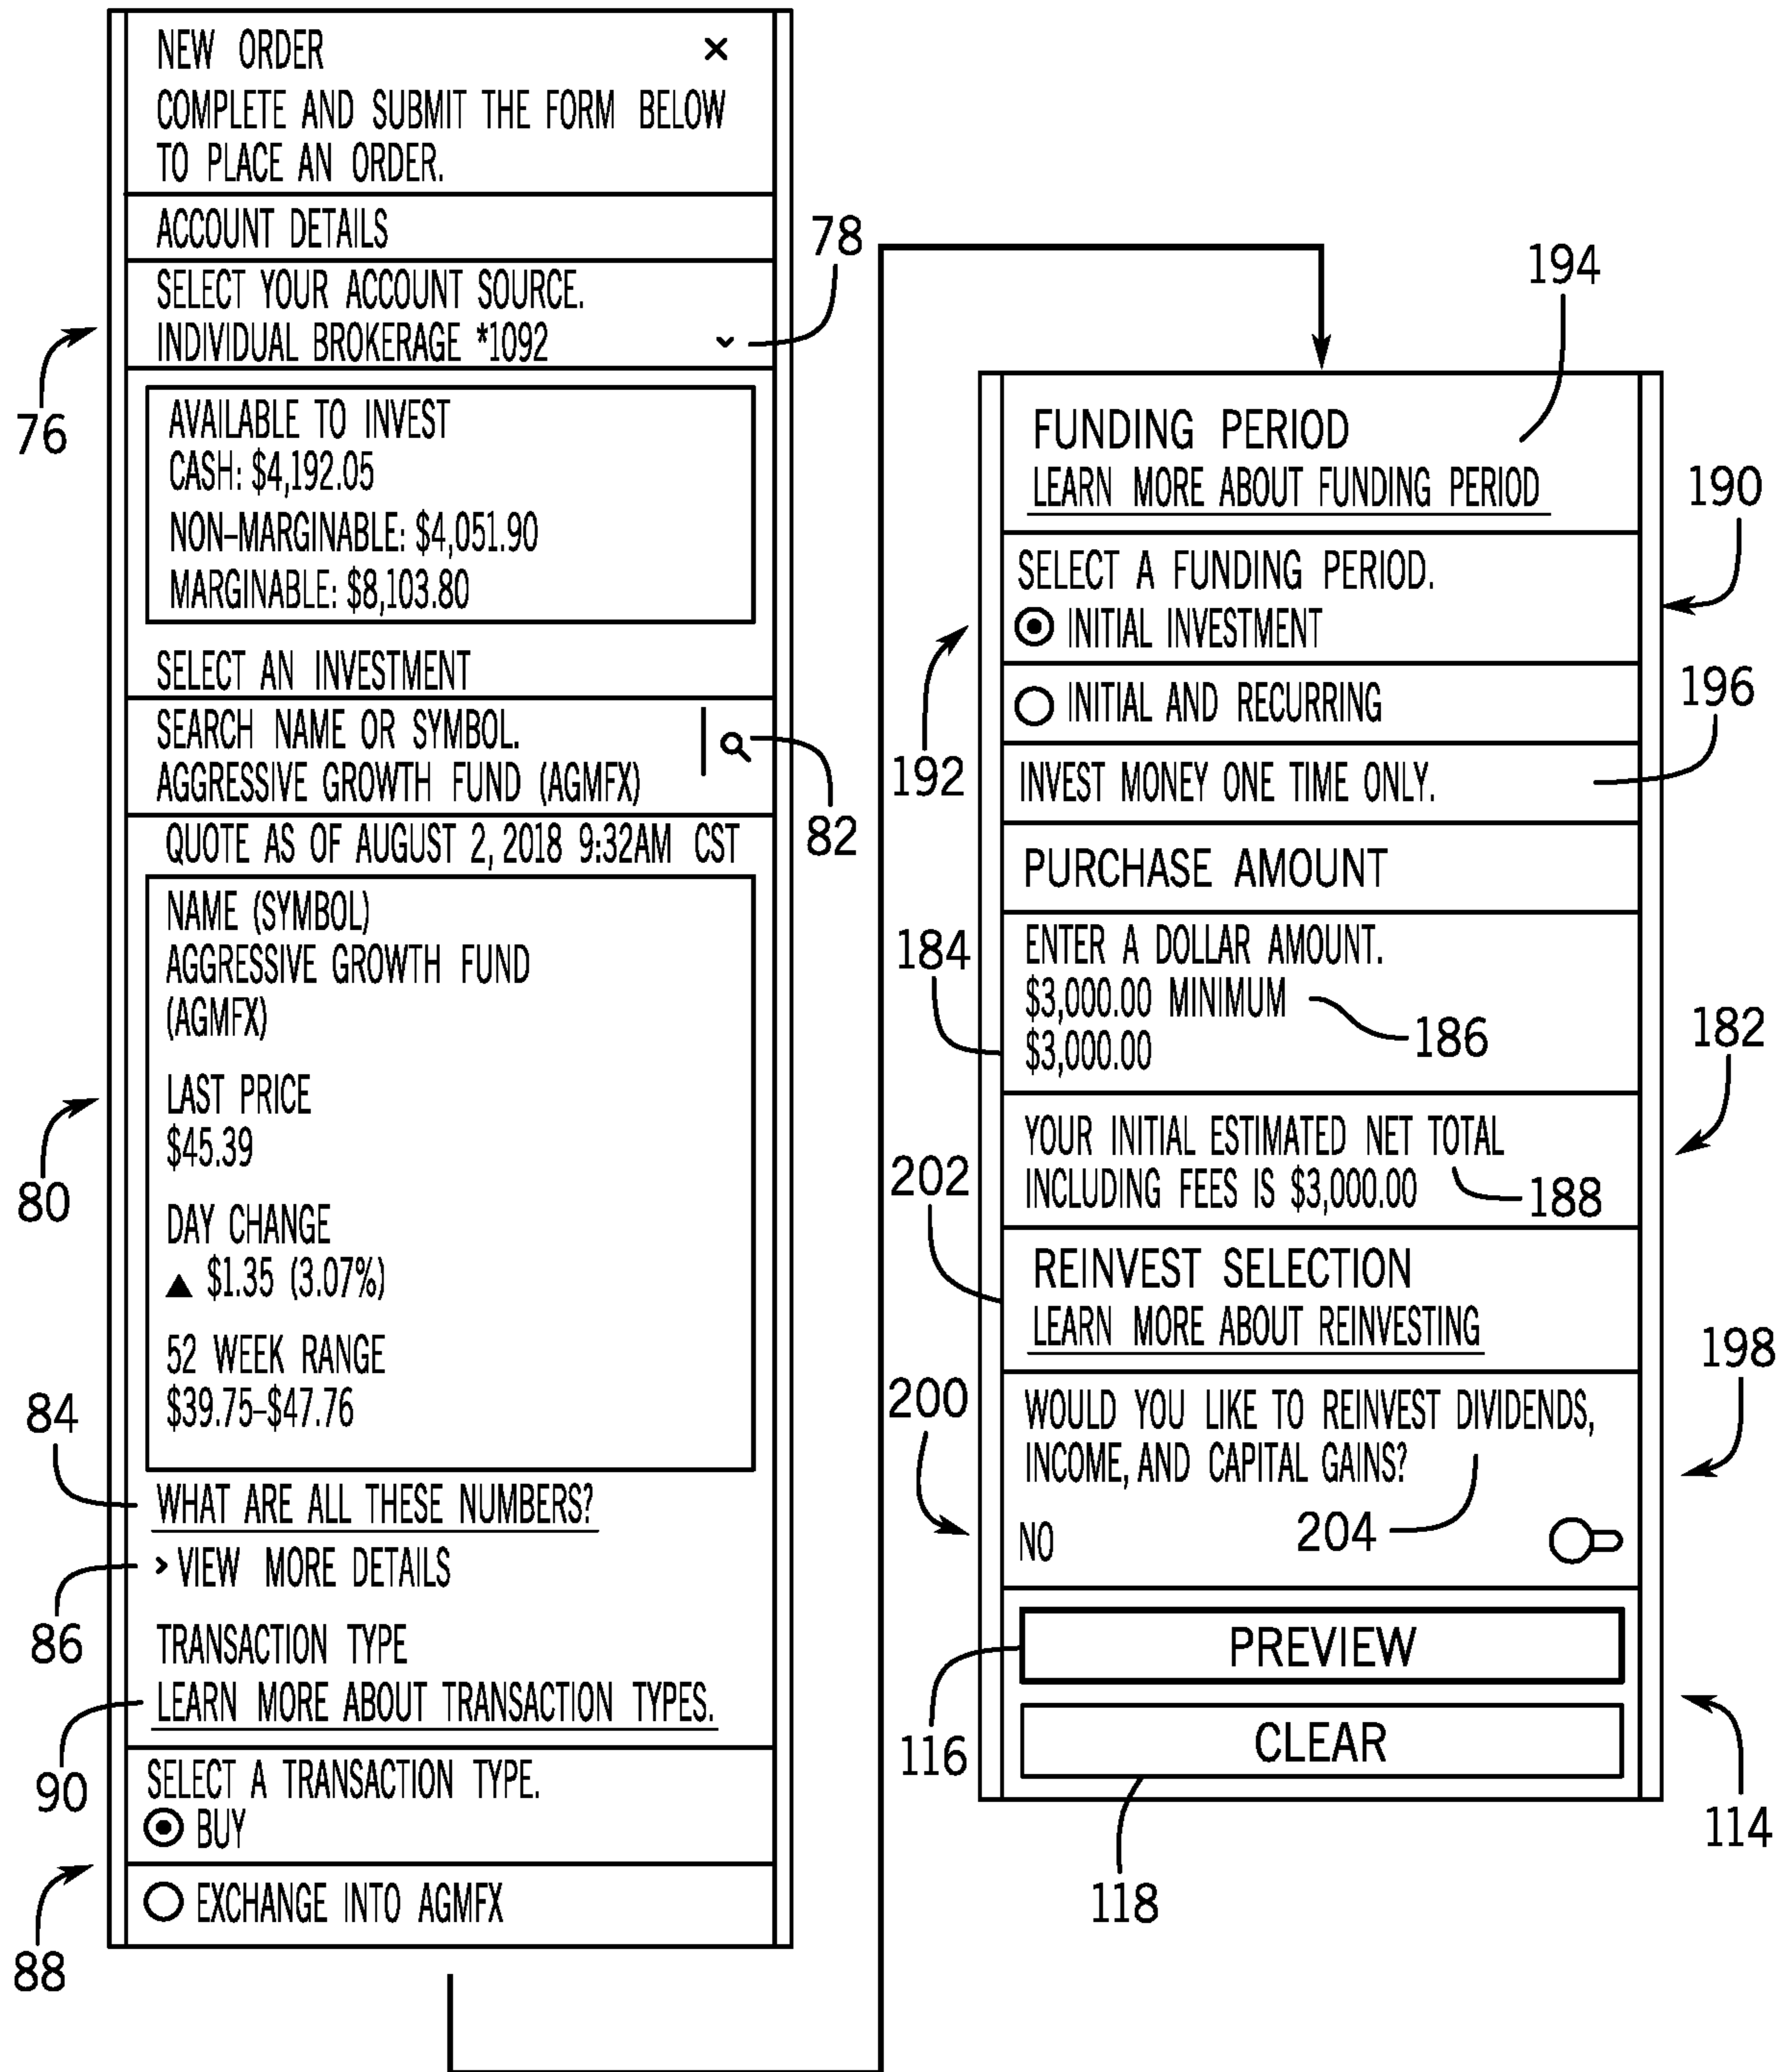 NEW ORDER ×
COMPLETE AND SUBMIT THE FORM BELOW
TO PLACE AN ORDER.
ACCOUNT DETAILS
SELECT YOUR ACCOUNT SOURCE.
INDIVIDUAL BROKERAGE *1092
78
76
AVAILABLE TO INVEST
CASH: $4,192.05
NON-MARGINABLE: $4,051.90
MARGINABLE: $8,103.80
SELECT AN INVESTMENT
SEARCH NAME OR SYMBOL.
AGGRESSIVE GROWTH FUND (AGMFX)
82
QUOTE AS OF AUGUST 2, 2018 9:32AM CST
NAME (SYMBOL)
AGGRESSIVE GROWTH FUND
(AGMFX)
LAST PRICE
$45.39
80
DAY CHANGE
▲ $1.35 (3.07%)
52 WEEK RANGE
$39.75–$47.76
84
WHAT ARE ALL THESE NUMBERS?
› VIEW MORE DETAILS
86
TRANSACTION TYPE
LEARN MORE ABOUT TRANSACTION TYPES.
90
SELECT A TRANSACTION TYPE.
BUY
EXCHANGE INTO AGMFX
88
194
FUNDING PERIOD
LEARN MORE ABOUT FUNDING PERIOD
190
SELECT A FUNDING PERIOD.
INITIAL INVESTMENT
INITIAL AND RECURRING
196
192
INVEST MONEY ONE TIME ONLY.
PURCHASE AMOUNT
184
ENTER A DOLLAR AMOUNT.
$3,000.00 MINIMUM
186
$3,000.00
182
YOUR INITIAL ESTIMATED NET TOTAL
INCLUDING FEES IS $3,000.00
188
202
REINVEST SELECTION
LEARN MORE ABOUT REINVESTING
198
200
WOULD YOU LIKE TO REINVEST DIVIDENDS,
INCOME, AND CAPITAL GAINS?
NO
204
PREVIEW
116
CLEAR
114
118